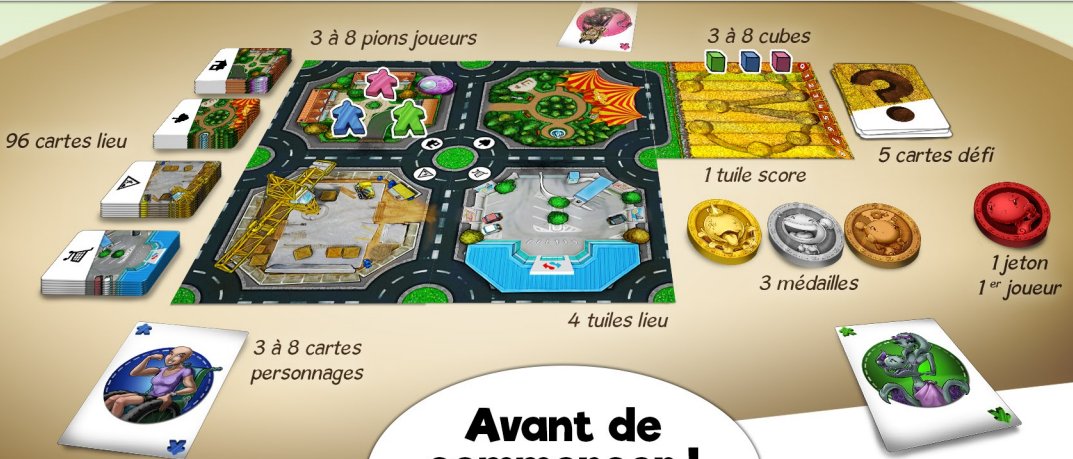 3 à 8 pions joueurs
3 à 8 cubes
96 cartes lieu
5 cartes défi
1 tuile score
3 médailles
1 jeton
1er joueur
4 tuiles lieu
3 à 8 cartes
personnages
Avant de
commencer !